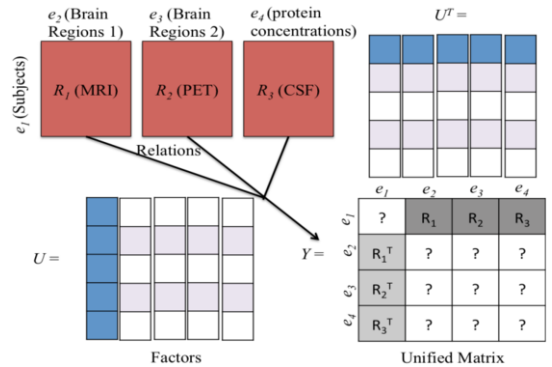 e2 (Brain Regions 1)
e3 (Brain Regions 2)
e4 (protein concentrations)
e1 (Subjects)
R1 (MRI)
R2 (PET)
R3 (CSF)
Relations
U^T =
U =
Factors
Y =
e1 e2 e3 e4
e1 ? R1 R2 R3
e2 R1^T ? ? ?
e3 R2^T ? ? ?
e4 R3^T ? ? ?
Unified Matrix